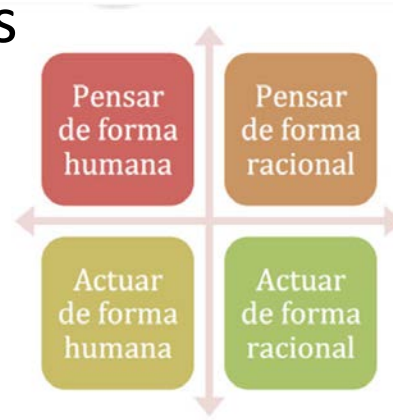 s
Pensar
de forma
humana
Pensar
de forma
racional
Actuar
de forma
humana
Actuar
de forma
racional